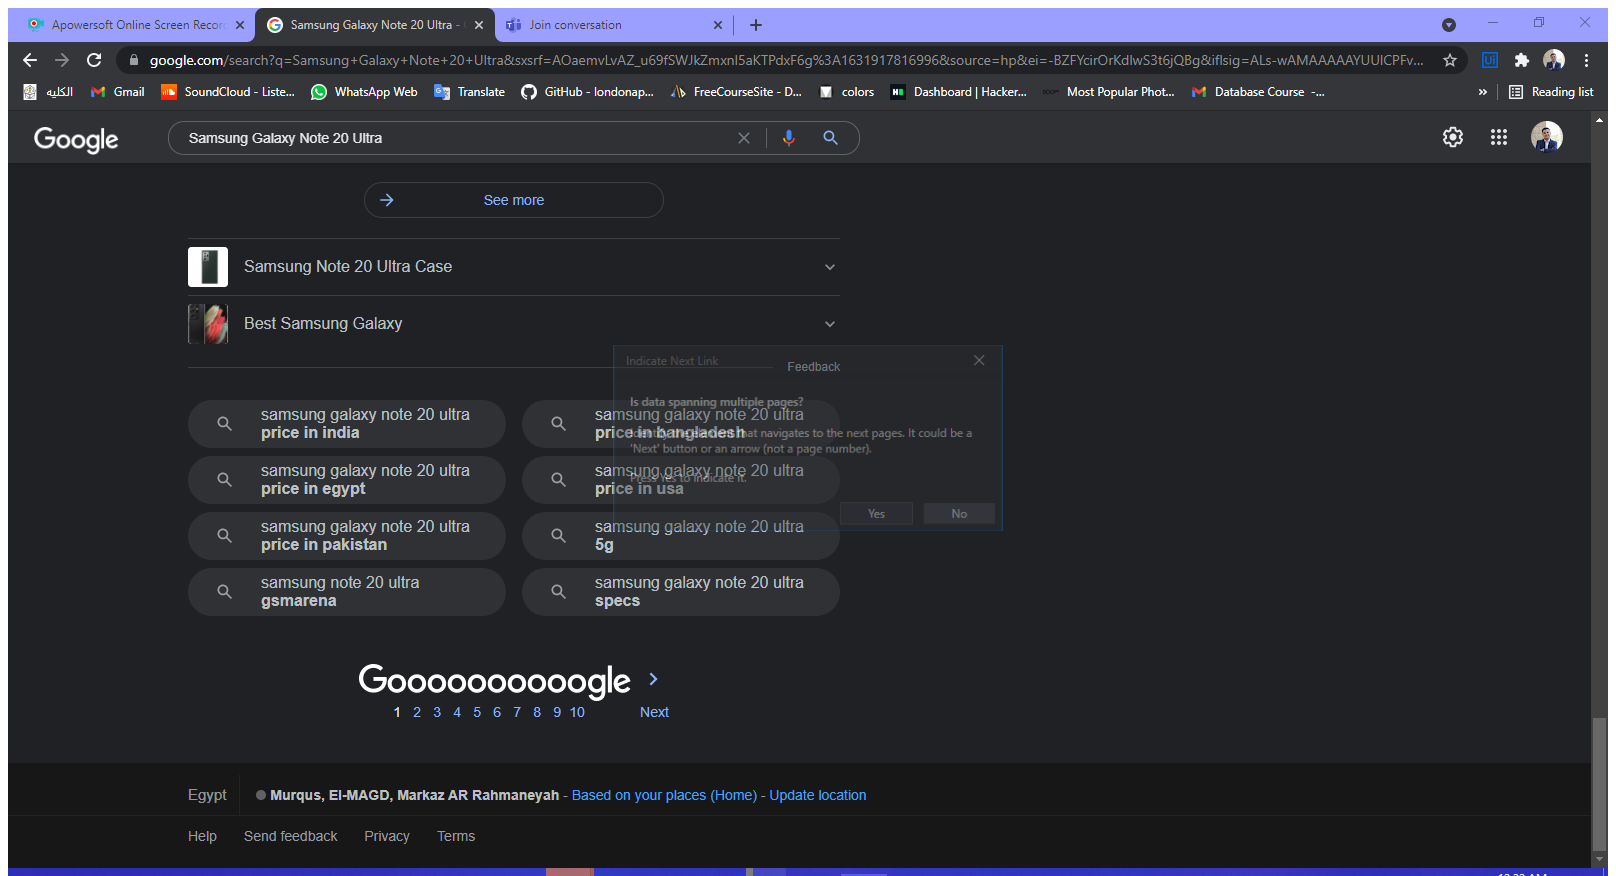 Apowersoft Online Screen Recor
Samsung Galaxy Note 20 Ultra -
Join conversation
google.com/search?q=Samsung+Galaxy+Note+20+Ultra&sxsrf=AOaemvLvAZ_u69fSWJkZmxnl5aKTPdxF6g%3A1631917816996&source=hp&ei=-BZFYcirOrKdlwS3t6jQBg&iflsig=ALs-wAMAAAAAYUUlCPFv...
الكليه
Gmail
SoundCloud - Liste...
WhatsApp Web
Translate
GitHub - londonap...
FreeCourseSite - D...
colors
Dashboard | Hacker...
Most Popular Phot...
Database Course -...
»
Reading list
Google
Samsung Galaxy Note 20 Ultra
See more
Samsung Note 20 Ultra Case
Best Samsung Galaxy
Indicate Next Link
Feedback
Is data spanning multiple pages?
that navigates to the next pages. It could be a
'Next' button or an arrow (not a page number).
Press Yes to indicate it.
Yes
No
samsung galaxy note 20 ultra
price in india
samsung galaxy note 20 ultra
price in bangladesh
samsung galaxy note 20 ultra
price in egypt
samsung galaxy note 20 ultra
price in usa
samsung galaxy note 20 ultra
price in pakistan
samsung galaxy note 20 ultra
5g
samsung note 20 ultra
gsmarena
samsung galaxy note 20 ultra
specs
Goooooooooogle
1 2 3 4 5 6 7 8 9 10 Next
Egypt
Murqus, El-MAGD, Markaz AR Rahmaneyah - Based on your places (Home) - Update location
Help Send feedback Privacy Terms